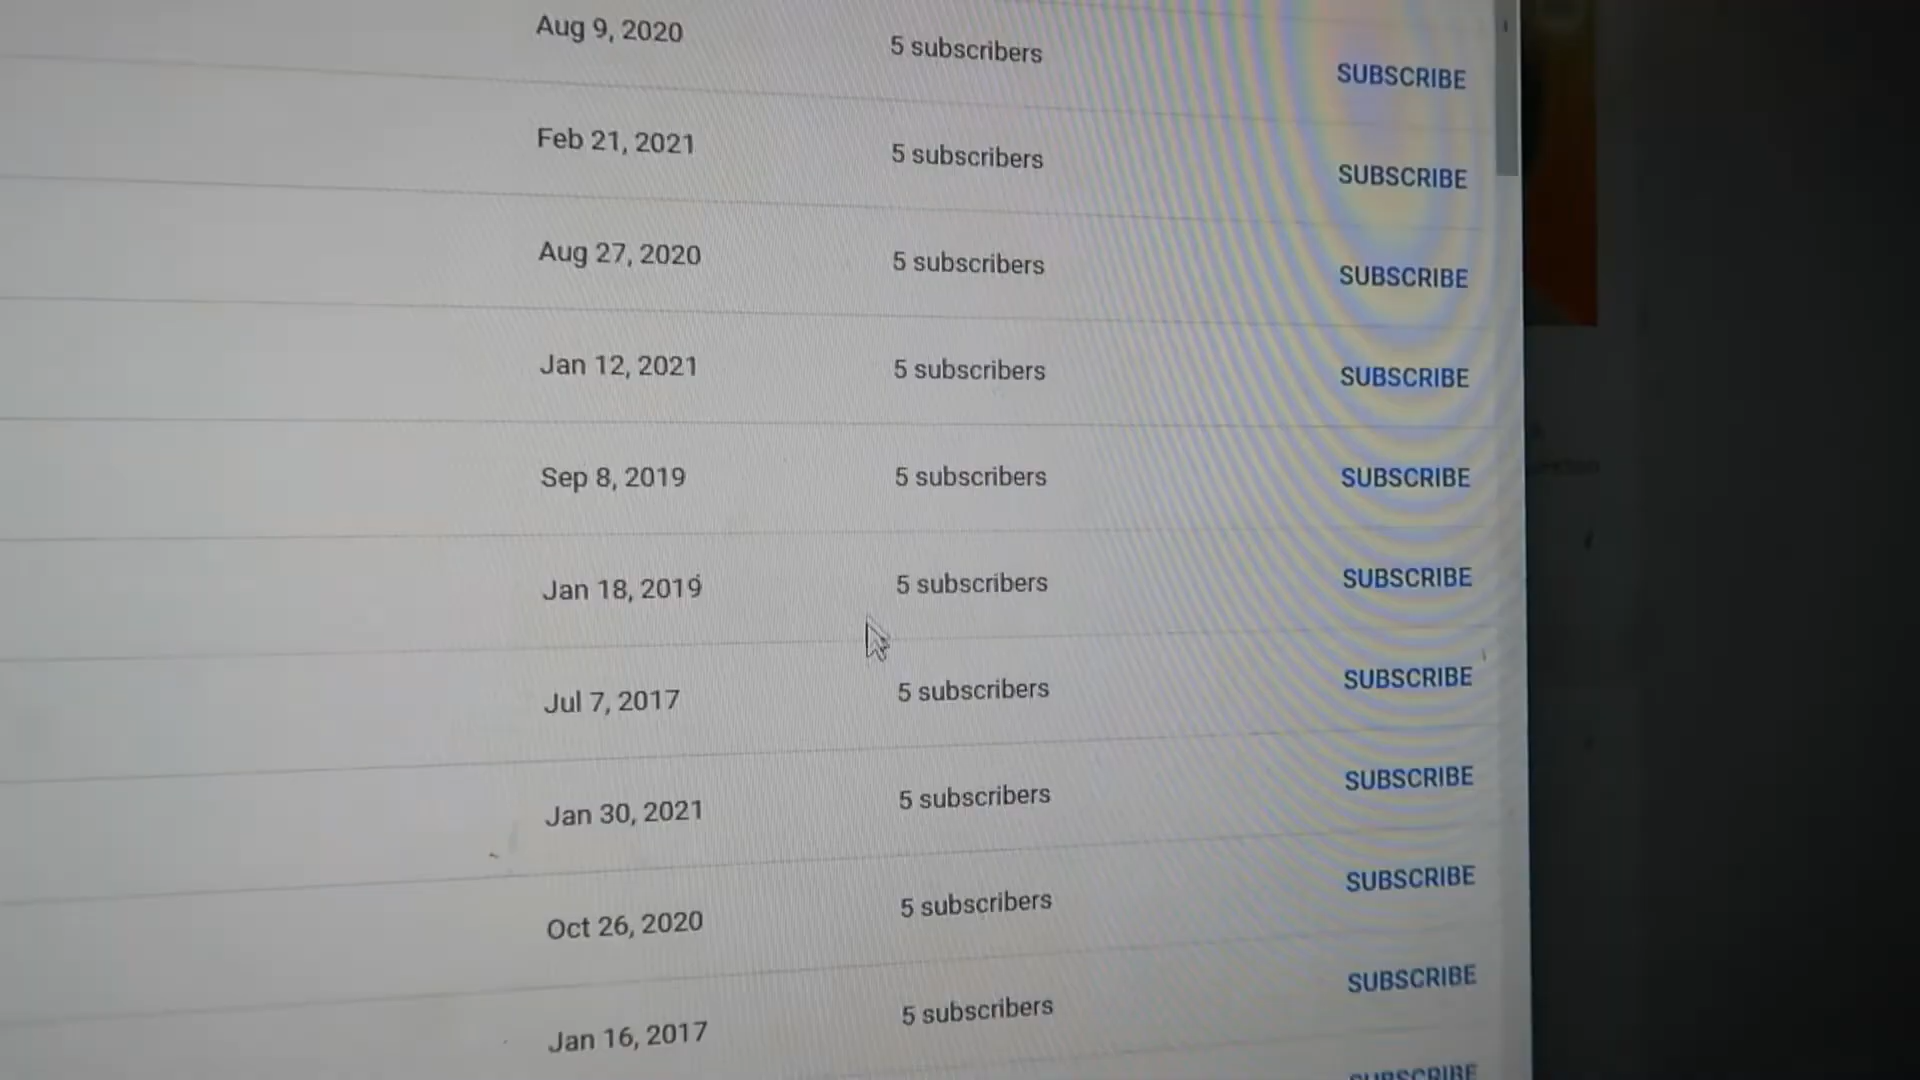 Aug 9, 2020 5 subscribers SUBSCRIBE
Feb 21, 2021 5 subscribers SUBSCRIBE
Aug 27, 2020 5 subscribers SUBSCRIBE
Jan 12, 2021 5 subscribers SUBSCRIBE
Sep 8, 2019 5 subscribers SUBSCRIBE
Jan 18, 2019 5 subscribers SUBSCRIBE
Jul 7, 2017 5 subscribers SUBSCRIBE
Jan 30, 2021 5 subscribers SUBSCRIBE
Oct 26, 2020 5 subscribers SUBSCRIBE
Jan 16, 2017 5 subscribers SUBSCRIBE
SUBSCRIBE